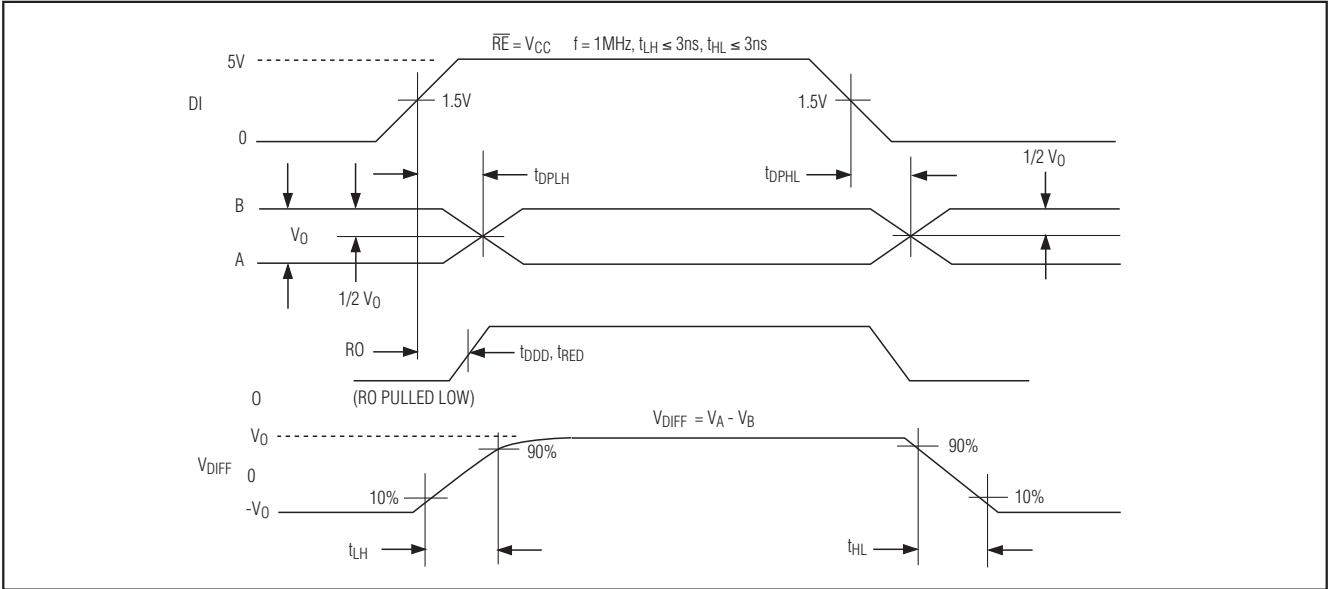 R̅E̅ = VCC f = 1MHz, tLH ≤ 3ns, tHL ≤ 3ns
5V
DI
1.5V
1.5V
0
1/2 VO
tDPLH
tDPHL
B
VO
A
1/2 VO
RO
tDDD, tRED
(RO PULLED LOW)
0
VDIFF = VA - VB
VO
90%
90%
VDIFF
0
10%
10%
-VO
tLH
tHL